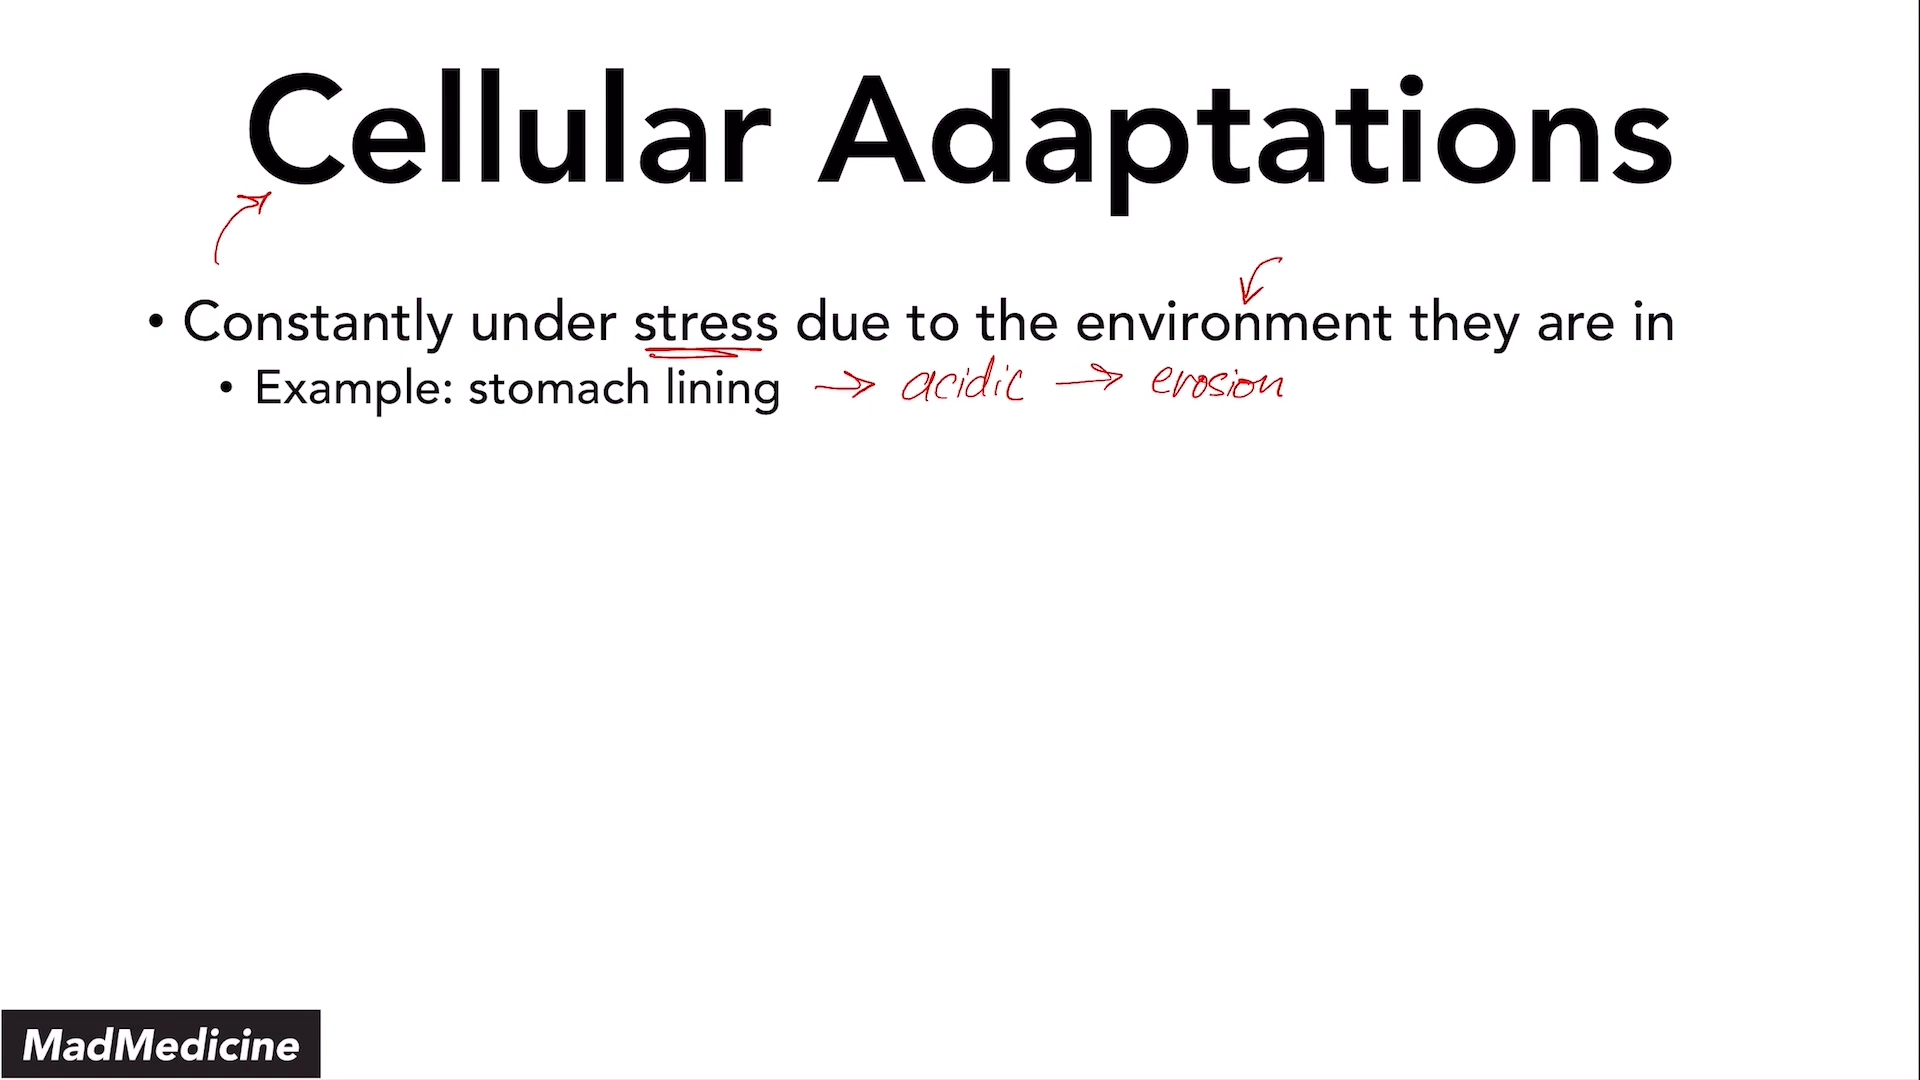 Cellular Adaptations
• Constantly under stress due to the environment they are in
• Example: stomach lining → acidic → erosion
MadMedicine